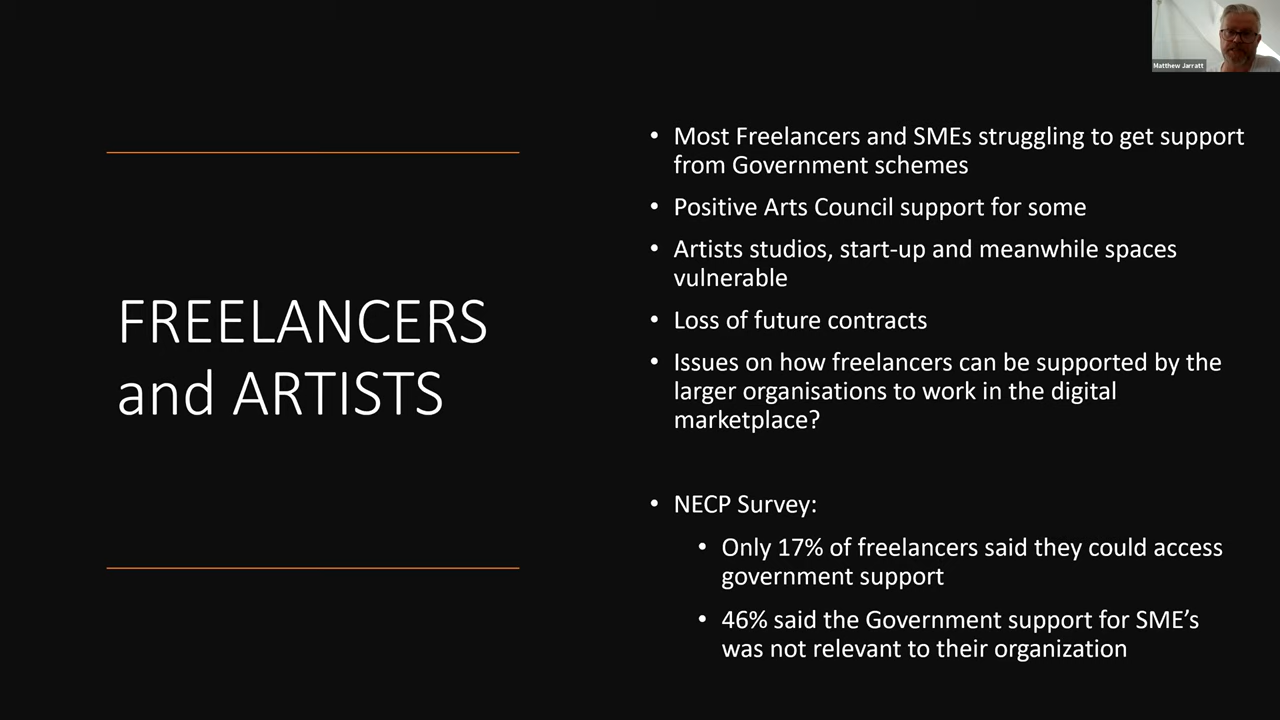 Matthew Jarratt
FREELANCERS
and ARTISTS
• Most Freelancers and SMEs struggling to get support
from Government schemes
• Positive Arts Council support for some
• Artists studios, start-up and meanwhile spaces
vulnerable
• Loss of future contracts
• Issues on how freelancers can be supported by the
larger organisations to work in the digital
marketplace?
• NECP Survey:
• Only 17% of freelancers said they could access
government support
• 46% said the Government support for SME’s
was not relevant to their organization